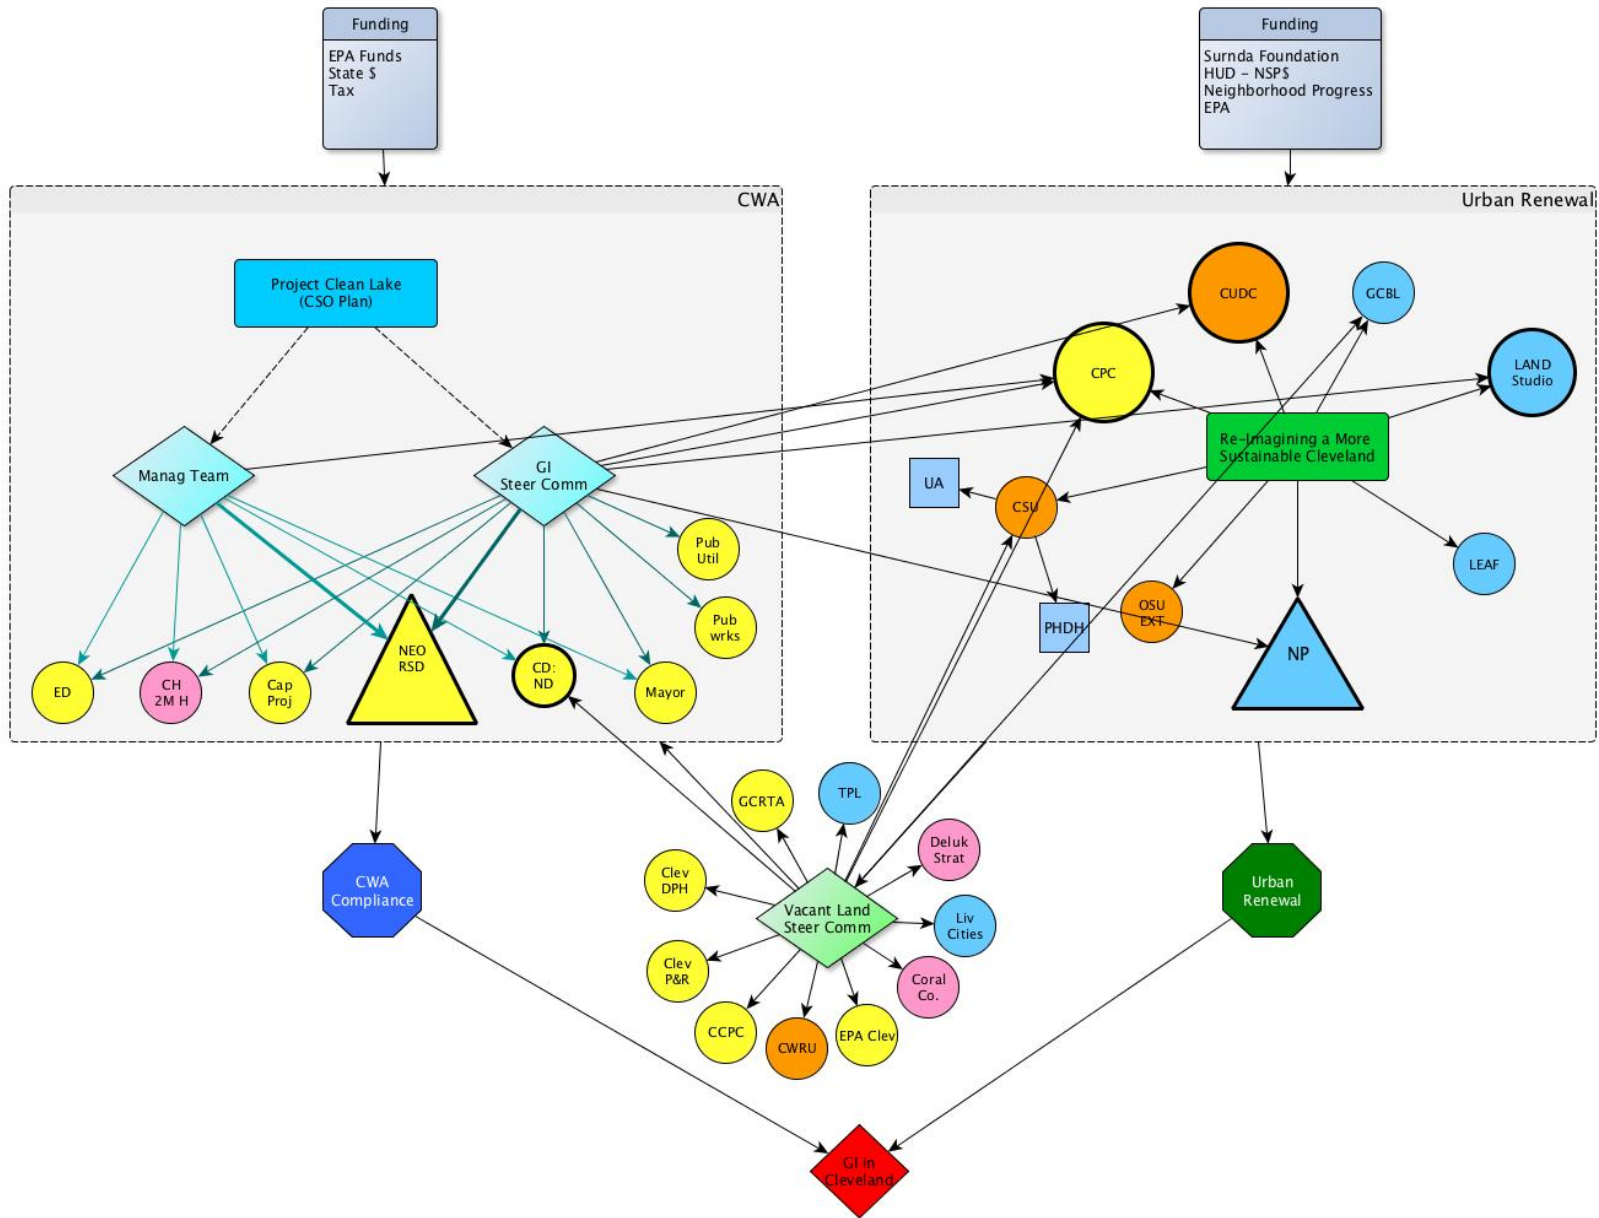 Funding
EPA Funds
State $
Tax
Funding
Surnda Foundation
HUD - NSP$
Neighborhood Progress
EPA
CWA
Urban Renewal
Project Clean Lake
(CSO Plan)
CUDC
GCBL
CPC
LAND
Studio
Re-Imagining a More
Sustainable Cleveland
Manag Team
GI
Steer Comm
UA
CSU
Pub
Util
LEAF
OSU
EXT
PHDH
Pub
wrks
NEO
RSD
NP
ED
CH
2M H
Cap
Proj
CD:
ND
Mayor
GCRTA
TPL
Deluk
Strat
Clev
DPH
CWA
Compliance
Urban
Renewal
Vacant Land
Steer Comm
Liv
Cities
Clev
P&R
Coral
Co.
CCPC
CWRU
EPA Clev
GI in
Cleveland